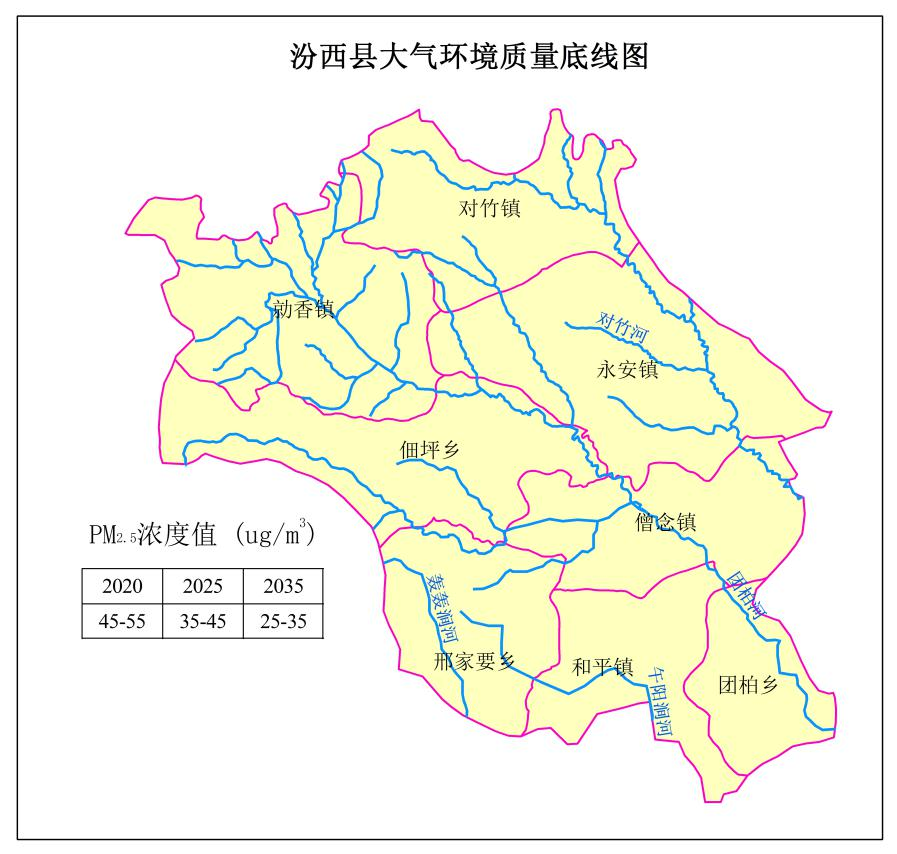 汾西县大气环境质量底线图
对竹镇
勍香镇
对竹河
永安镇
佃坪乡
僧念镇
PM2.5浓度值 (ug/m³)
2020 2025 2035
45-55 35-45 25-35
团柏河
轰轰涧河
邢家要乡
和平镇
午阳涧河
团柏乡